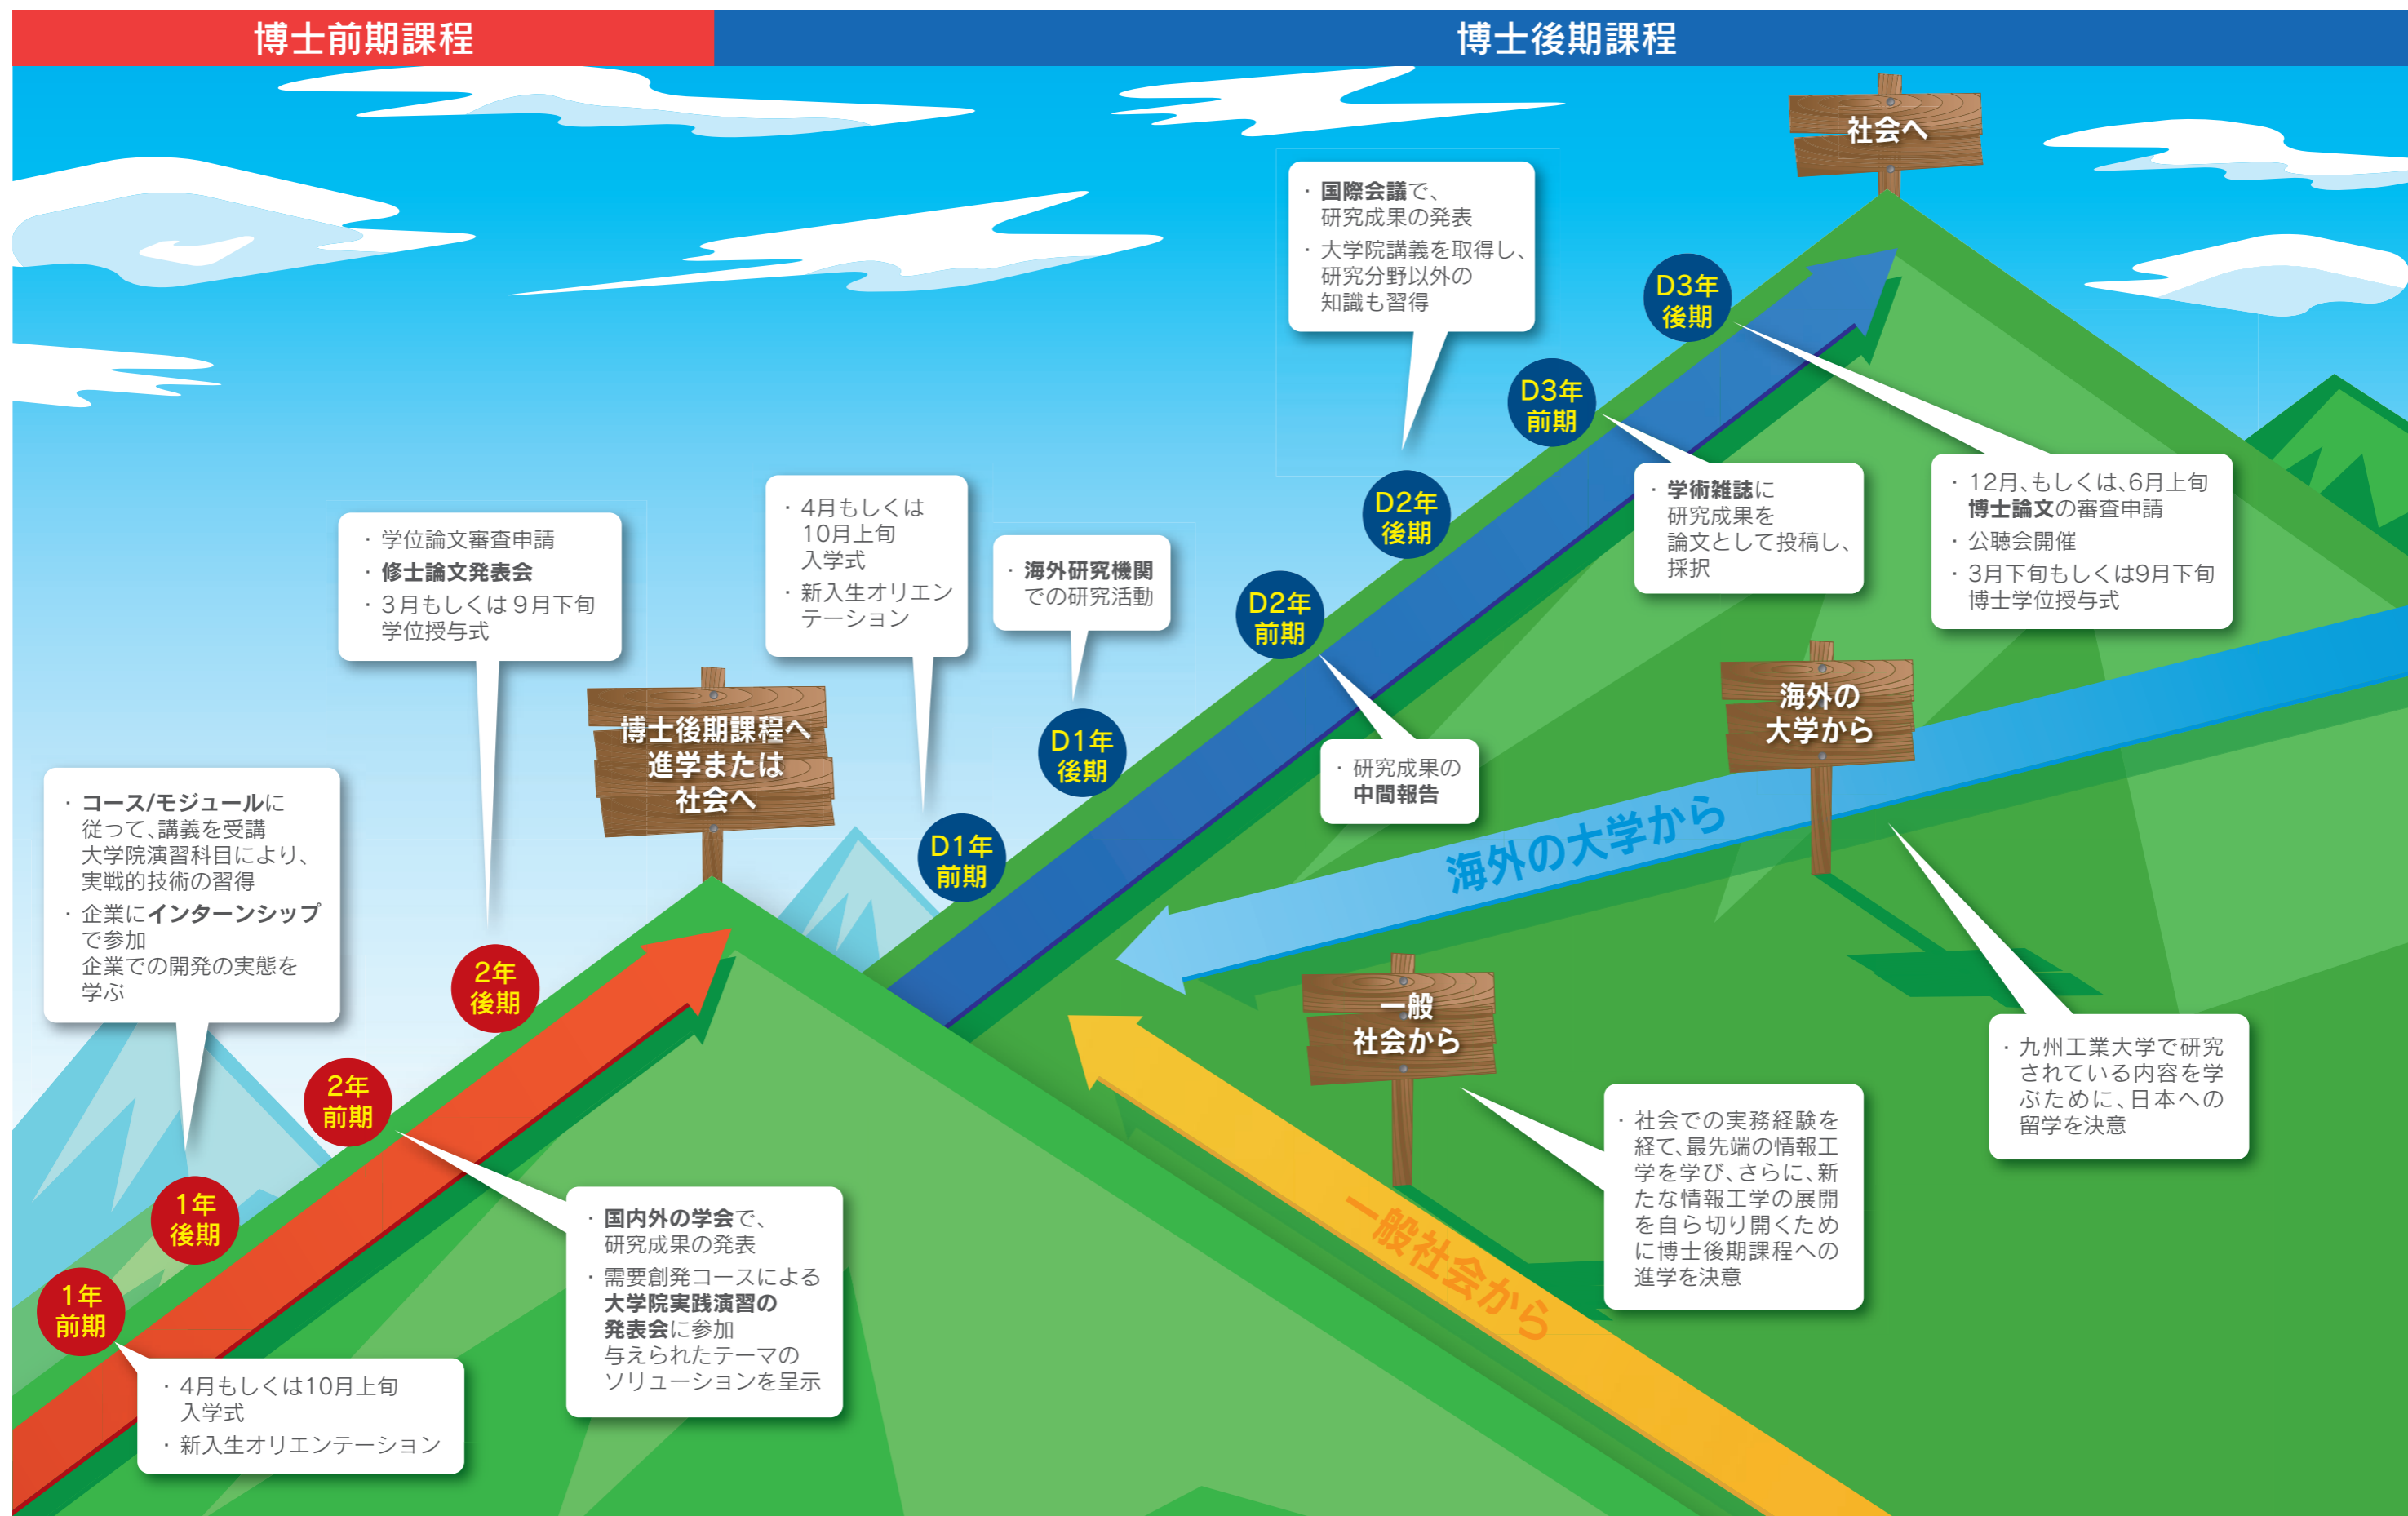 博士前期課程
博士後期課程
社会へ
・国際会議で、
研究成果の発表
・大学院講義を取得し、
研究分野以外の
知識も習得
D3年
後期
D3年
前期
・学術雑誌に
研究成果を
論文として投稿し、
採択
・12月、もしくは、6月上旬
博士論文の審査申請
・公聴会開催
・3月下旬もしくは9月下旬
博士学位授与式
D2年
後期
D2年
前期
・研究成果の
中間報告
・海外研究機関
での研究活動
D1年
後期
・4月もしくは
10月上旬
入学式
・新入生オリエン
テーション
D1年
前期
・学位論文審査申請
・修士論文発表会
・3月もしくは9月下旬
学位授与式
博士後期課程へ
進学または
社会へ
・コース/モジュールに
従って、講義を受講
大学院演習科目により、
実戦的技術の習得
・企業にインターンシップ
で参加
企業での開発の実態を
学ぶ
2年
後期
2年
前期
・国内外の学会で、
研究成果の発表
・需要創発コースによる
大学院実践演習の
発表会に参加
与えられたテーマの
ソリューションを呈示
1年
後期
1年
前期
・4月もしくは10月上旬
入学式
・新入生オリエンテーション
海外の
大学から
海外の大学から
・九州工業大学で研究
されている内容を学
ぶために、日本への
留学を決意
一般
社会から
一般社会から
・社会での実務経験を
経て、最先端の情報工
学を学び、さらに、新
たな情報工学の展開
を自ら切り開くため
に博士後期課程への
進学を決意